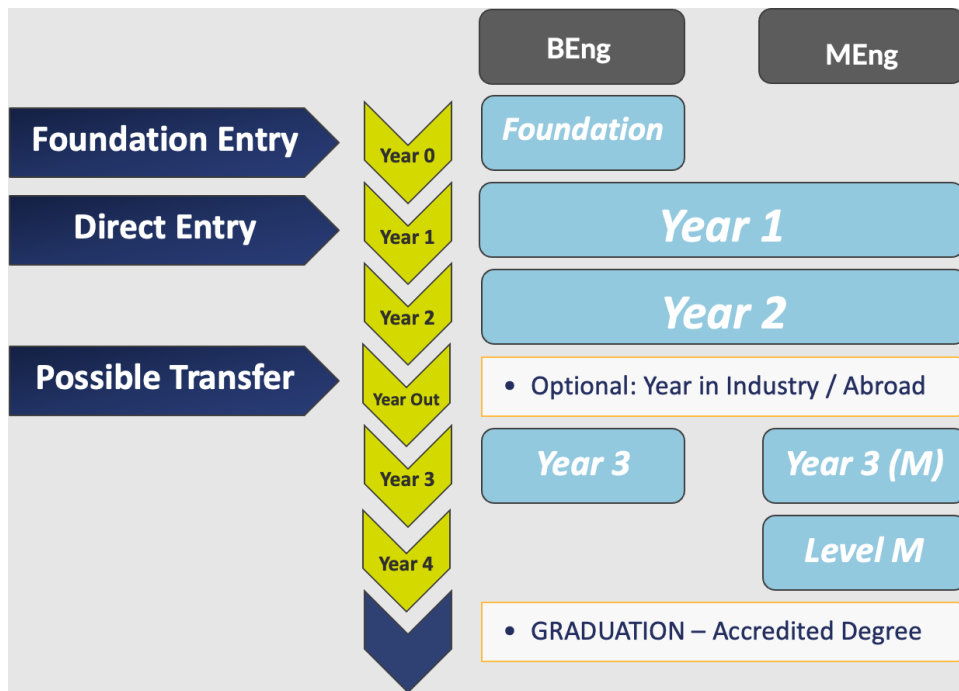 BEng
MEng
Foundation Entry
Year 0
Foundation
Direct Entry
Year 1
Year 1
Year 2
Year 2
Possible Transfer
Year Out
• Optional: Year in Industry / Abroad
Year 3
Year 3
Year 3 (M)
Year 4
Level M
• GRADUATION – Accredited Degree